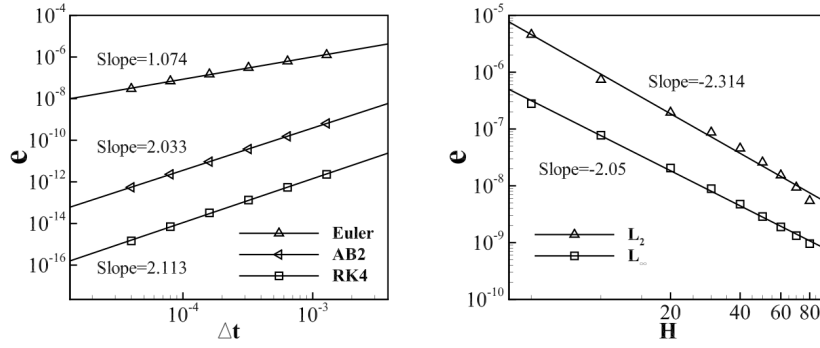 10⁻⁴
10⁻⁶
10⁻⁸
10⁻¹⁰
10⁻¹²
10⁻¹⁴
10⁻¹⁶
e
Slope=1.074
Slope=2.033
Slope=2.113
Euler
AB2
RK4
10⁻⁴
10⁻³
Δt
10⁻⁵
10⁻⁶
10⁻⁷
10⁻⁸
10⁻⁹
10⁻¹⁰
e
Slope=-2.314
Slope=-2.05
L₂
L∞
20
40
60
80
H